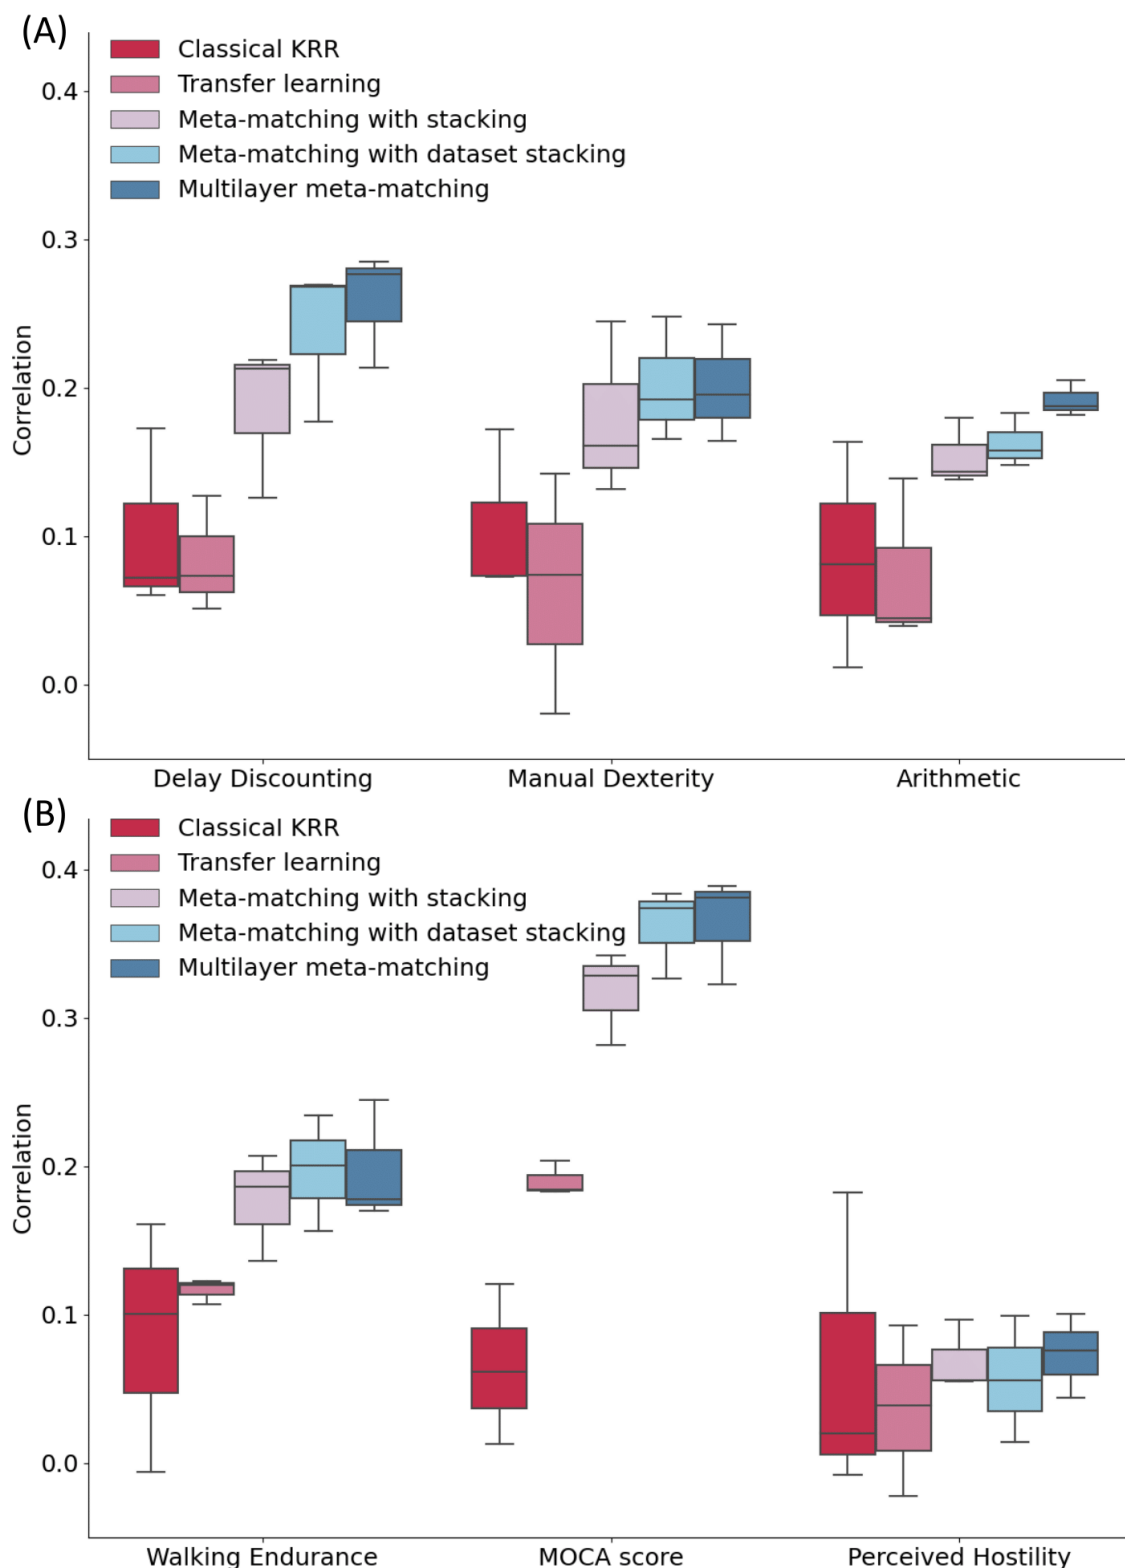 (A)
Classical KRR
Transfer learning
Meta-matching with stacking
Meta-matching with dataset stacking
Multilayer meta-matching
0.4
0.3
0.2
0.1
0.0
Correlation
Delay Discounting
Manual Dexterity
Arithmetic
(B)
Classical KRR
Transfer learning
Meta-matching with stacking
Meta-matching with dataset stacking
Multilayer meta-matching
0.4
0.3
0.2
0.1
0.0
Correlation
Walking Endurance
MOCA score
Perceived Hostility